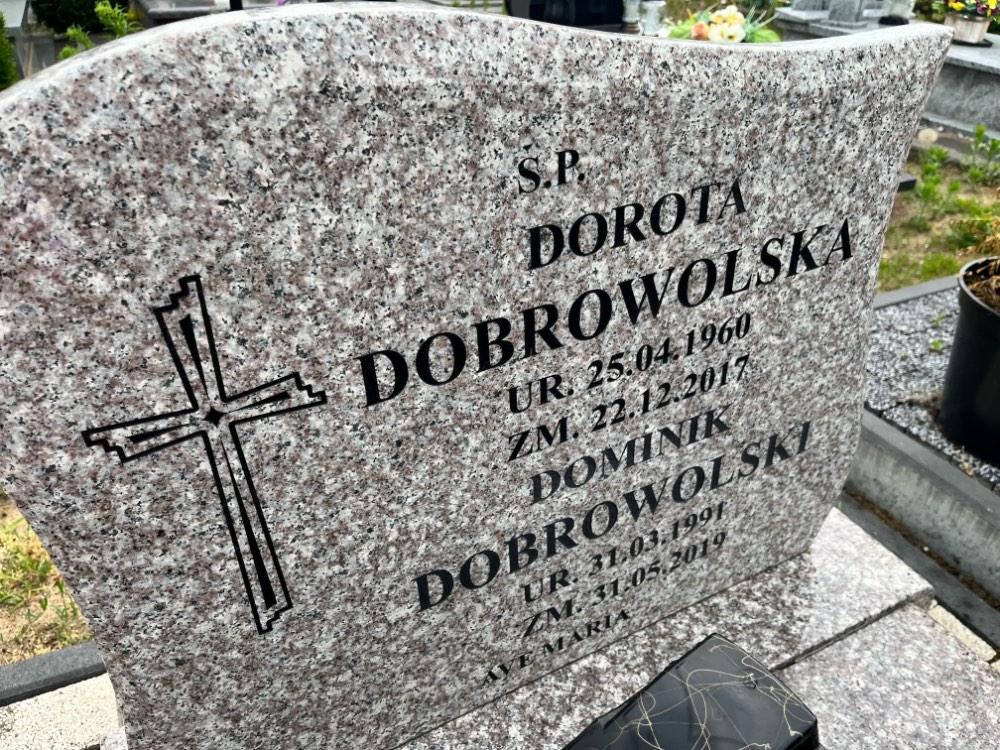 Ś.P.
DOROTA
DOBROWOLSKA
UR. 25.04.1960
ZM. 22.12.2017
DOMINIK
DOBROWOLSKI
UR. 31.03.1991
ZM. 31.05.2019
AVE MARIA